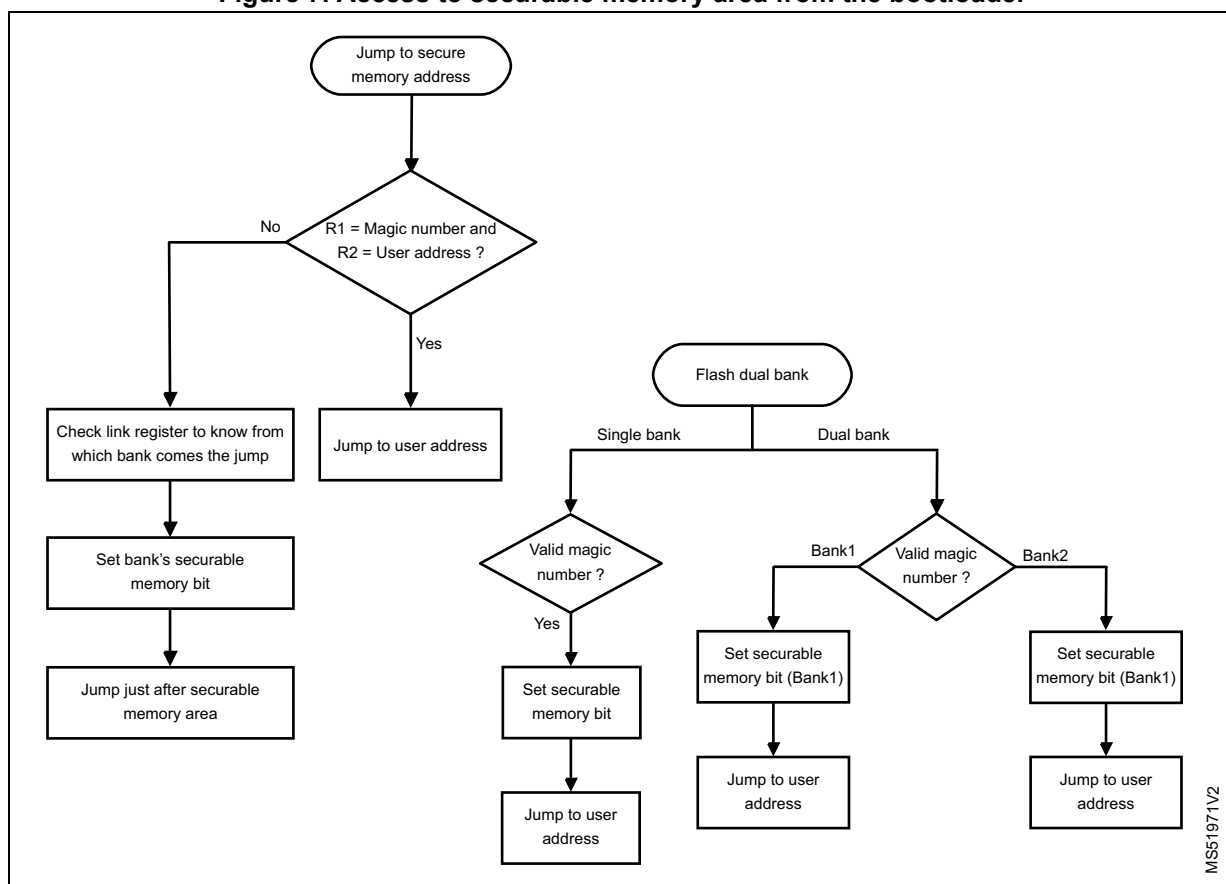 Figure 1. Access to securable memory area from the bootloader
Jump to secure
memory address
R1 = Magic number and
R2 = User address ?
No
Yes
Check link register to know from
which bank comes the jump
Jump to user address
Set bank’s securable
memory bit
Jump just after securable
memory area
Flash dual bank
Single bank
Dual bank
Valid magic
number ?
Yes
Set securable
memory bit
Jump to user
address
Valid magic
number ?
Bank1
Bank2
Set securable
memory bit (Bank1)
Jump to user
address
Set securable
memory bit (Bank1)
Jump to user
address
MS51971V2